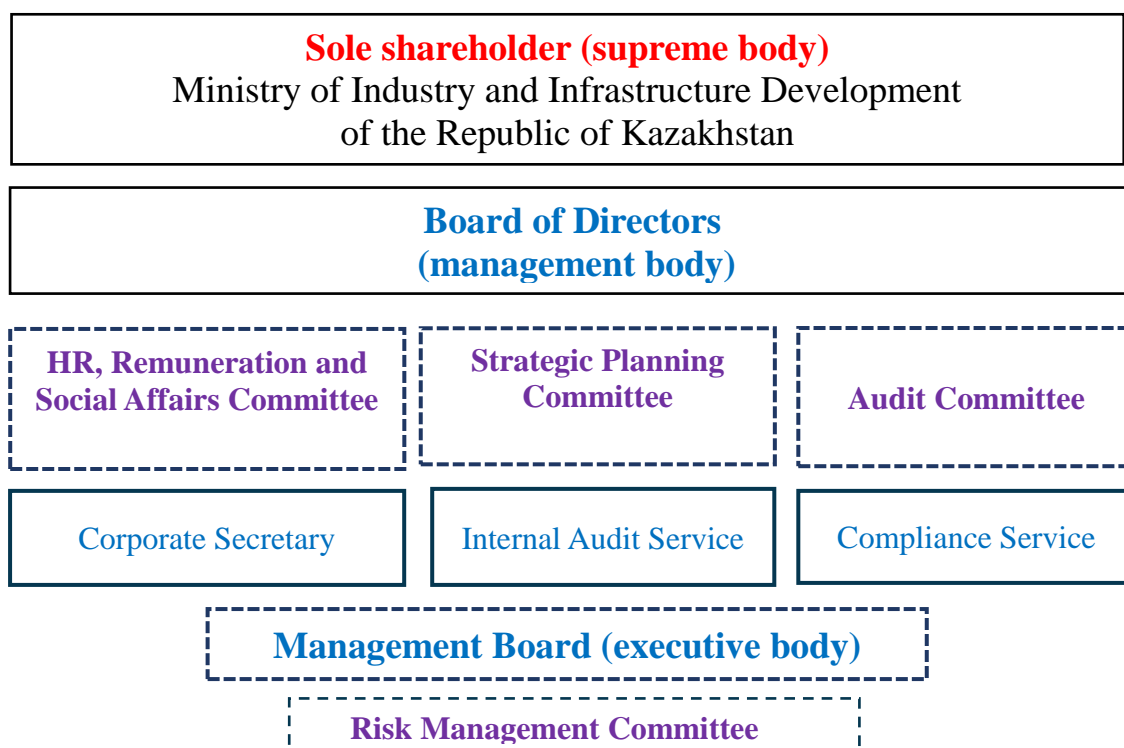 Sole shareholder (supreme body)
Ministry of Industry and Infrastructure Development
of the Republic of Kazakhstan
Board of Directors
(management body)
HR, Remuneration and
Social Affairs Committee
Strategic Planning
Committee
Audit Committee
Corporate Secretary
Internal Audit Service
Compliance Service
Management Board (executive body)
Risk Management Committee